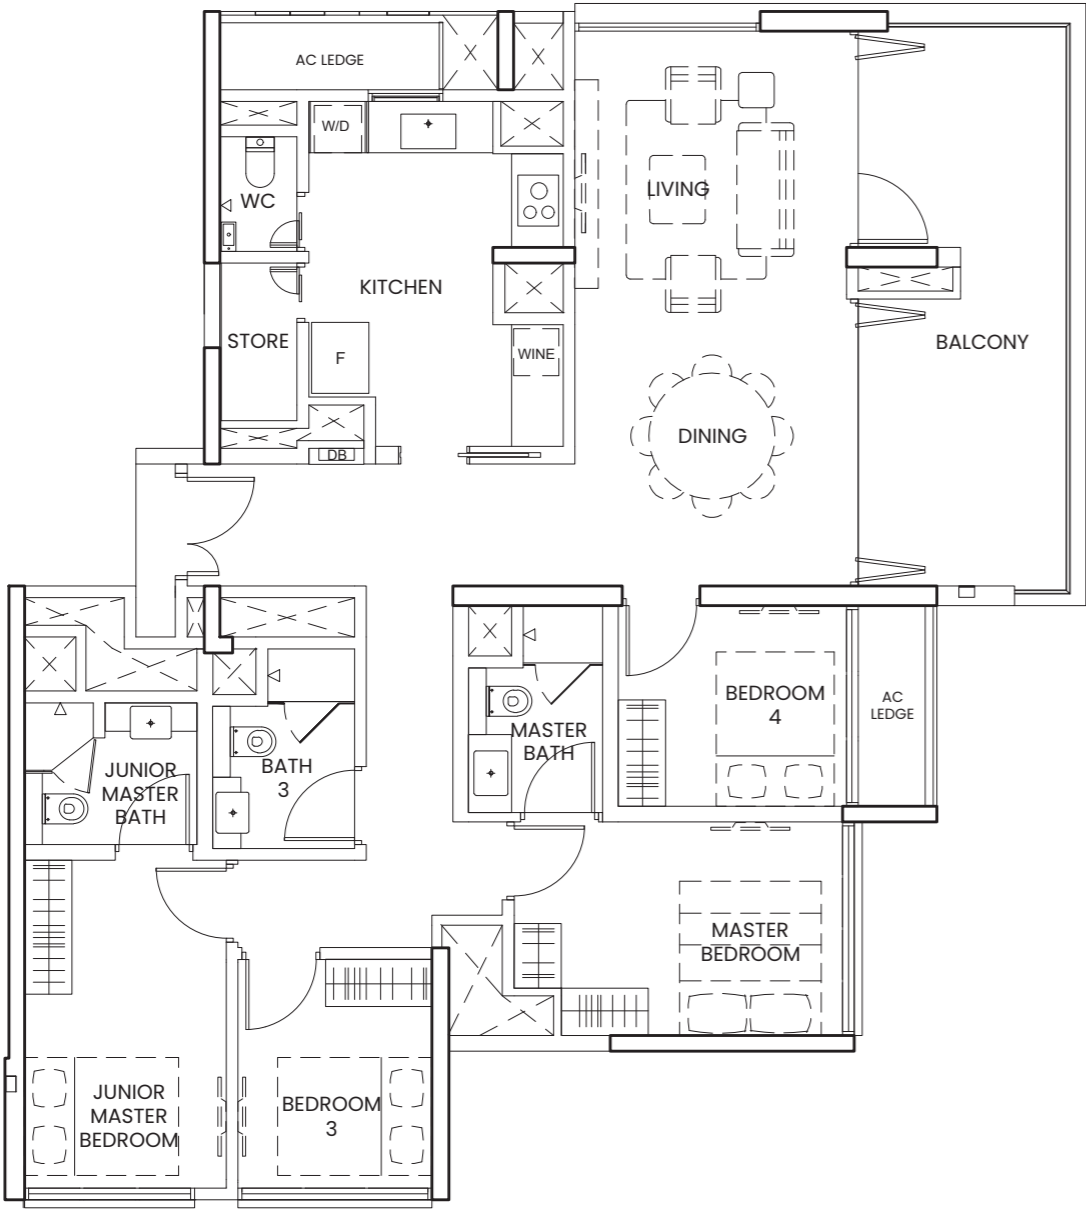 AC LEDGE
W/D
WC
LIVING
KITCHEN
STORE
F
WINE
BALCONY
DINING
DB
BEDROOM
4
AC
LEDGE
MASTER
BATH
JUNIOR
MASTER
BATH
BATH
3
MASTER
BEDROOM
JUNIOR
MASTER
BEDROOM
BEDROOM
3